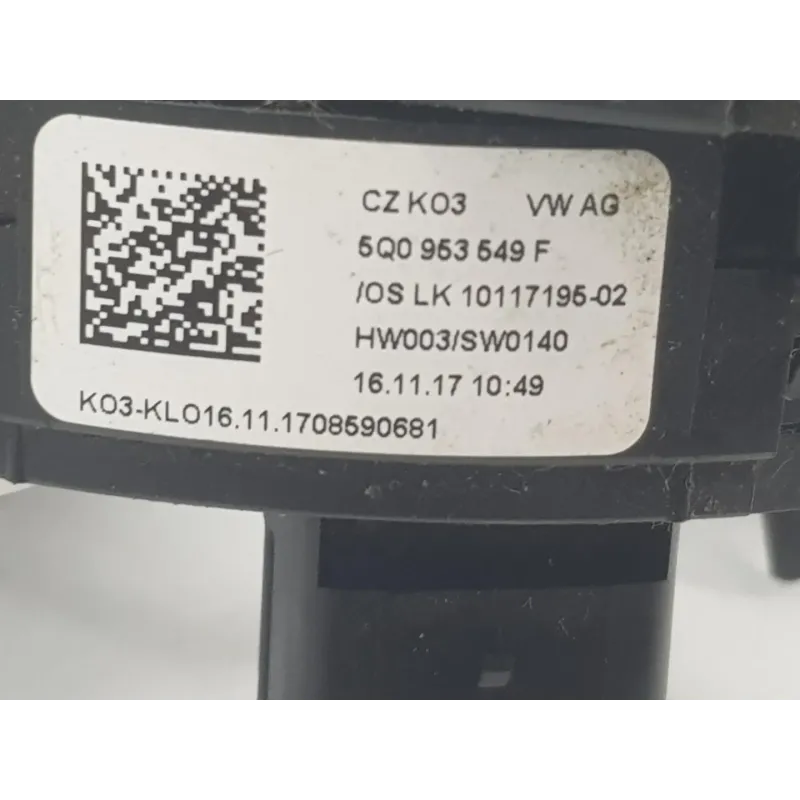 CZ KO3 VW AG
5Q0 953 549 F
/OS LK 10117195-02
HW003/SW0140
16.11.17 10:49
KO3-KLO16.11.1708590681